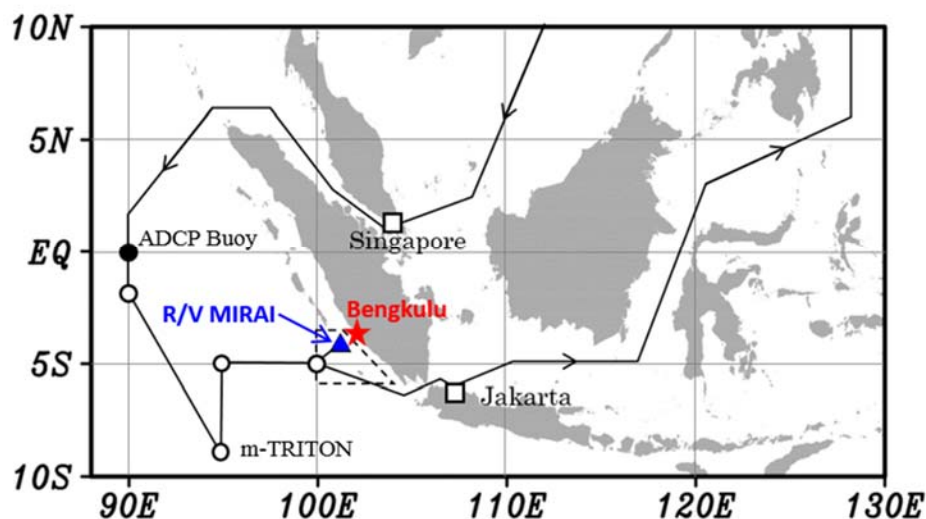 10N
5N
ADCP Buoy
EQ
Singapore
R/V MIRAI
Bengkulu
5S
Jakarta
m-TRITON
10S
90E 100E 110E 120E 130E